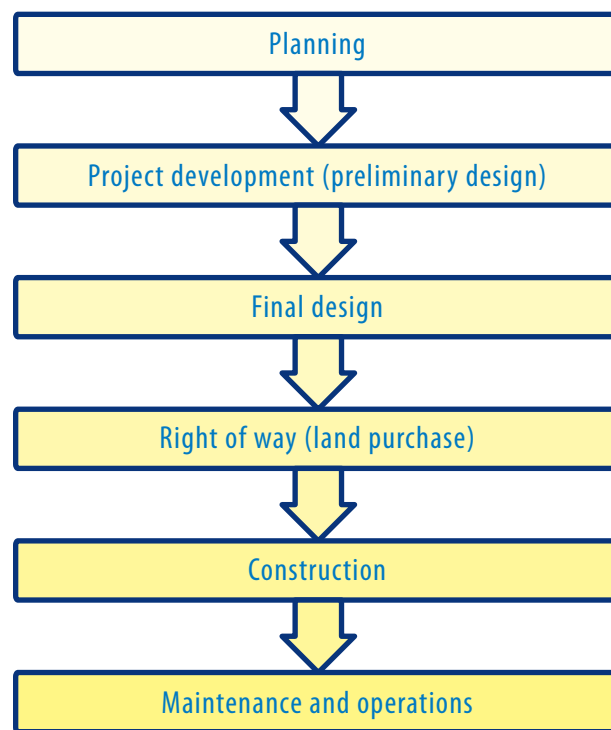 Planning
Project development (preliminary design)
Final design
Right of way (land purchase)
Construction
Maintenance and operations